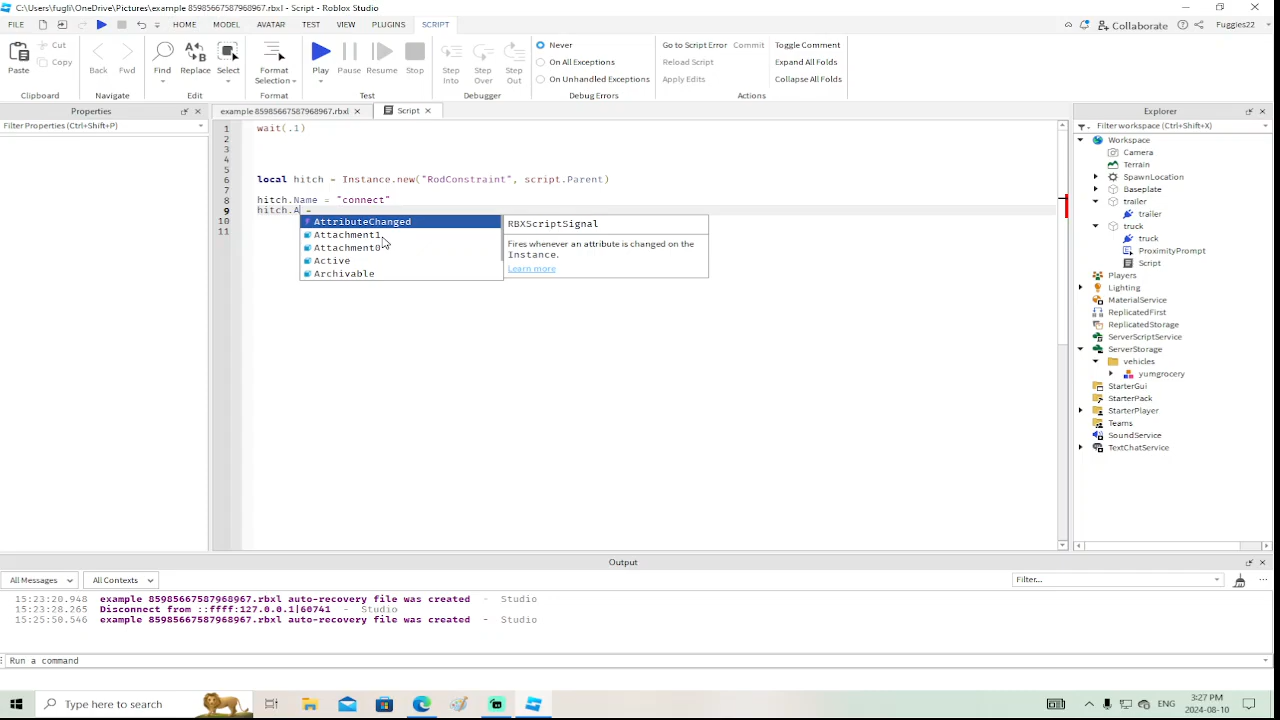 C:\Users\fugli\OneDrive\Pictures\example 85985667587968967.rbxl - Script - Roblox Studio
FILE HOME MODEL AVATAR TEST VIEW PLUGINS SCRIPT Collaborate Fuggies22
Paste Cut Copy Back Fwd Find Replace Select Format Selection Play Pause Resume Stop Step Into Step Over Step Out
Never
On All Exceptions
On Unhandled Exceptions
Go to Script Error Commit
Reload Script
Apply Edits
Toggle Comment
Expand All Folds
Collapse All Folds
Clipboard Navigate Edit Format Test Debugger Debug Errors Actions
Properties
Filter Properties (Ctrl+Shift+P)
example 85985667587968967.rbxl Script
1 wait(.1)
2
3
4
5
6 local hitch = Instance.new("RodConstraint", script.Parent)
7
8 hitch.Name = "connect"
9 hitch.A =
10
11
AttributeChanged
Attachment1
Attachment0
Active
Archivable
RBXScriptSignal
Fires whenever an attribute is changed on the
Instance.
Learn more
Explorer
Filter workspace (Ctrl+Shift+X)
Workspace
Camera
Terrain
SpawnLocation
Baseplate
trailer
trailer
truck
truck
ProximityPrompt
Script
Players
Lighting
MaterialService
ReplicatedFirst
ReplicatedStorage
ServerScriptService
ServerStorage
vehicles
yumgrocery
StarterGui
StarterPack
StarterPlayer
Teams
SoundService
TextChatService
Output
All Messages All Contexts Filter...
15:23:20.948 example 85985667587968967.rbxl auto-recovery file was created - Studio
15:23:28.265 Disconnect from ::ffff:127.0.0.1|60741 - Studio
15:25:50.546 example 85985667587968967.rbxl auto-recovery file was created - Studio
Run a command
Type here to search
ENG
3:27 PM
2024-08-10